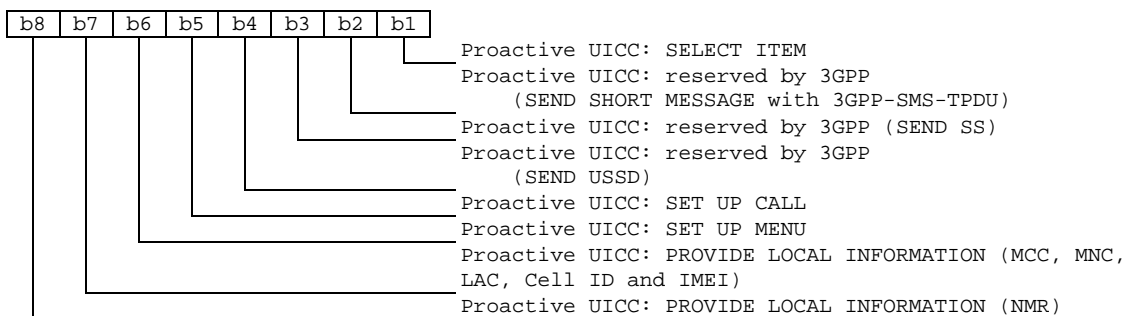 b8 b7 b6 b5 b4 b3 b2 b1
Proactive UICC: SELECT ITEM
Proactive UICC: reserved by 3GPP
(SEND SHORT MESSAGE with 3GPP-SMS-TPDU)
Proactive UICC: reserved by 3GPP (SEND SS)
Proactive UICC: reserved by 3GPP
(SEND USSD)
Proactive UICC: SET UP CALL
Proactive UICC: SET UP MENU
Proactive UICC: PROVIDE LOCAL INFORMATION (MCC, MNC,
LAC, Cell ID and IMEI)
Proactive UICC: PROVIDE LOCAL INFORMATION (NMR)